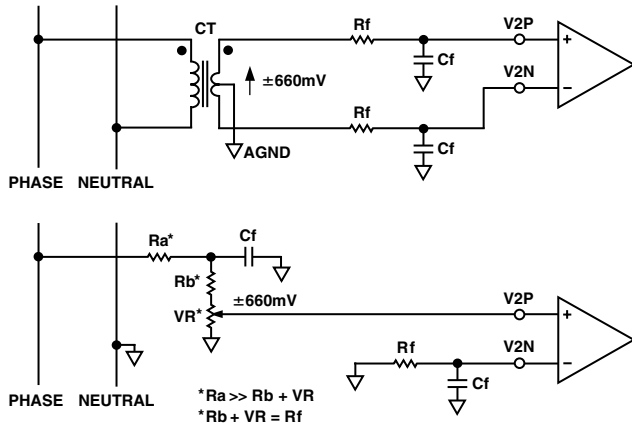 CT
Rf
V2P
+
Cf
±660mV
V2N
−
Rf
AGND
Cf
PHASE NEUTRAL
Ra*
Cf
Rb*
±660mV
VR*
V2P
+
Rf
V2N
−
Cf
PHASE NEUTRAL
*Ra >> Rb + VR
*Rb + VR = Rf